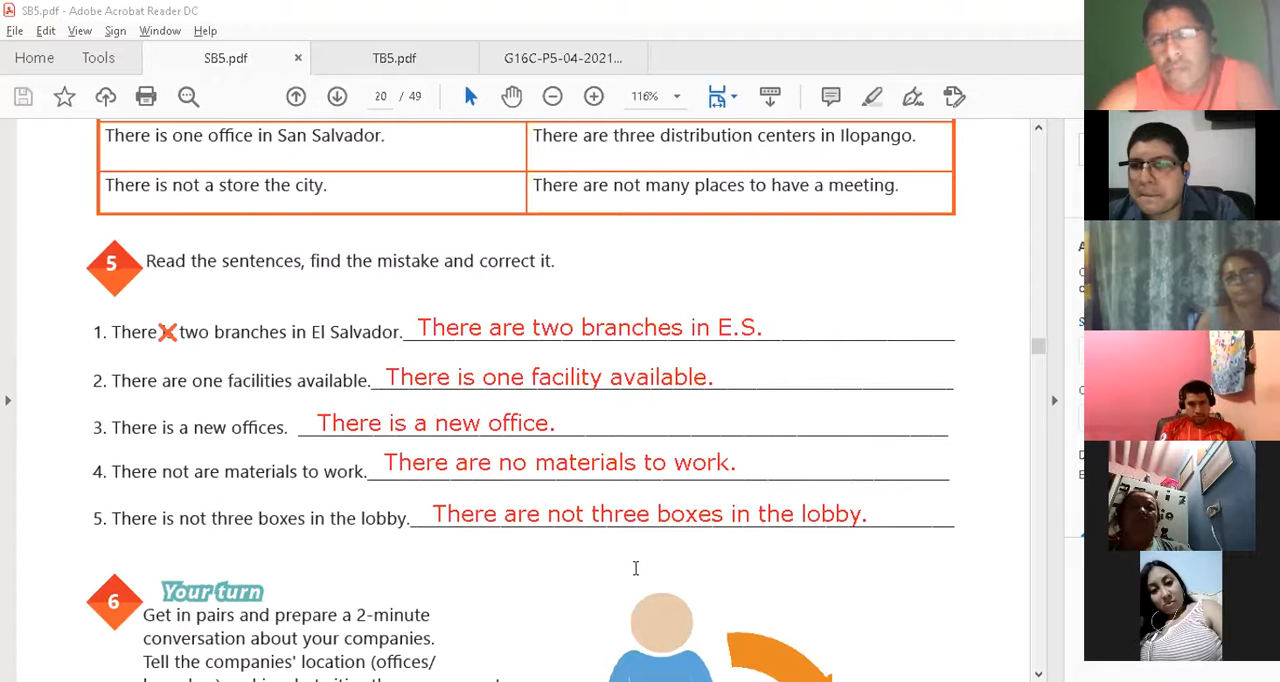 SB5.pdf - Adobe Acrobat Reader DC
File Edit View Sign Window Help
Home Tools SB5.pdf × TB5.pdf G16C-P5-04-2021...
20 / 49 116%
There is one office in San Salvador. There are three distribution centers in Ilopango.
There is not a store the city. There are not many places to have a meeting.
5 Read the sentences, find the mistake and correct it.
1. There two branches in El Salvador. There are two branches in E.S.
2. There are one facilities available. There is one facility available.
3. There is a new offices. There is a new office.
4. There not are materials to work. There are no materials to work.
5. There is not three boxes in the lobby. There are not three boxes in the lobby.
6 Your turn
Get in pairs and prepare a 2-minute
conversation about your companies.
Tell the companies' location (offices/